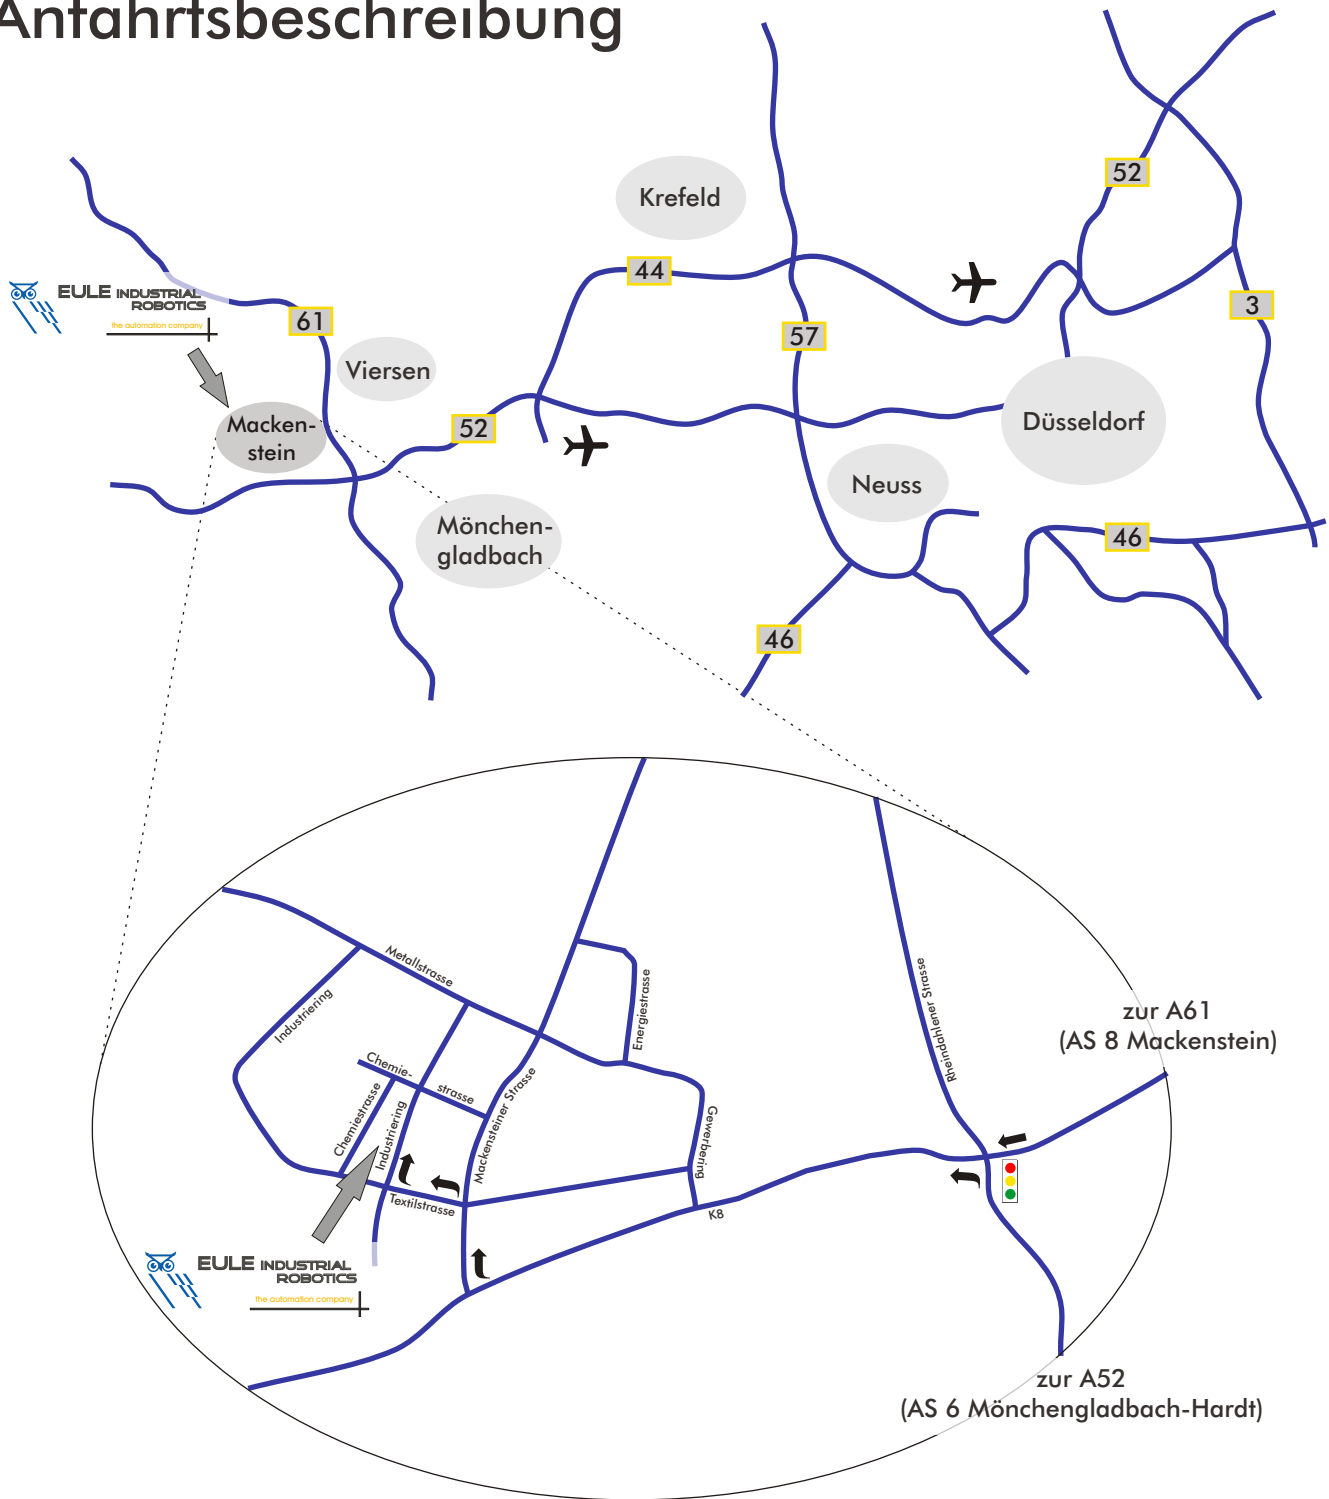 Anfahrtsbeschreibung
52
Krefeld
44
3
EULE INDUSTRIAL
ROBOTICS
the automation company
61
57
Viersen
Macken-
stein
52
Düsseldorf
Neuss
Mönchen-
gladbach
46
46
Metallstrasse
Industriering
Energiestrasse
Rheindahlener Strasse
zur A61
(AS 8 Mackenstein)
Chemie-
strasse
Chemiestrasse
Industriering
Mackensteiner Strasse
Gewerbering
Textilstrasse
K8
EULE INDUSTRIAL
ROBOTICS
the automation company
zur A52
(AS 6 Mönchengladbach-Hardt)